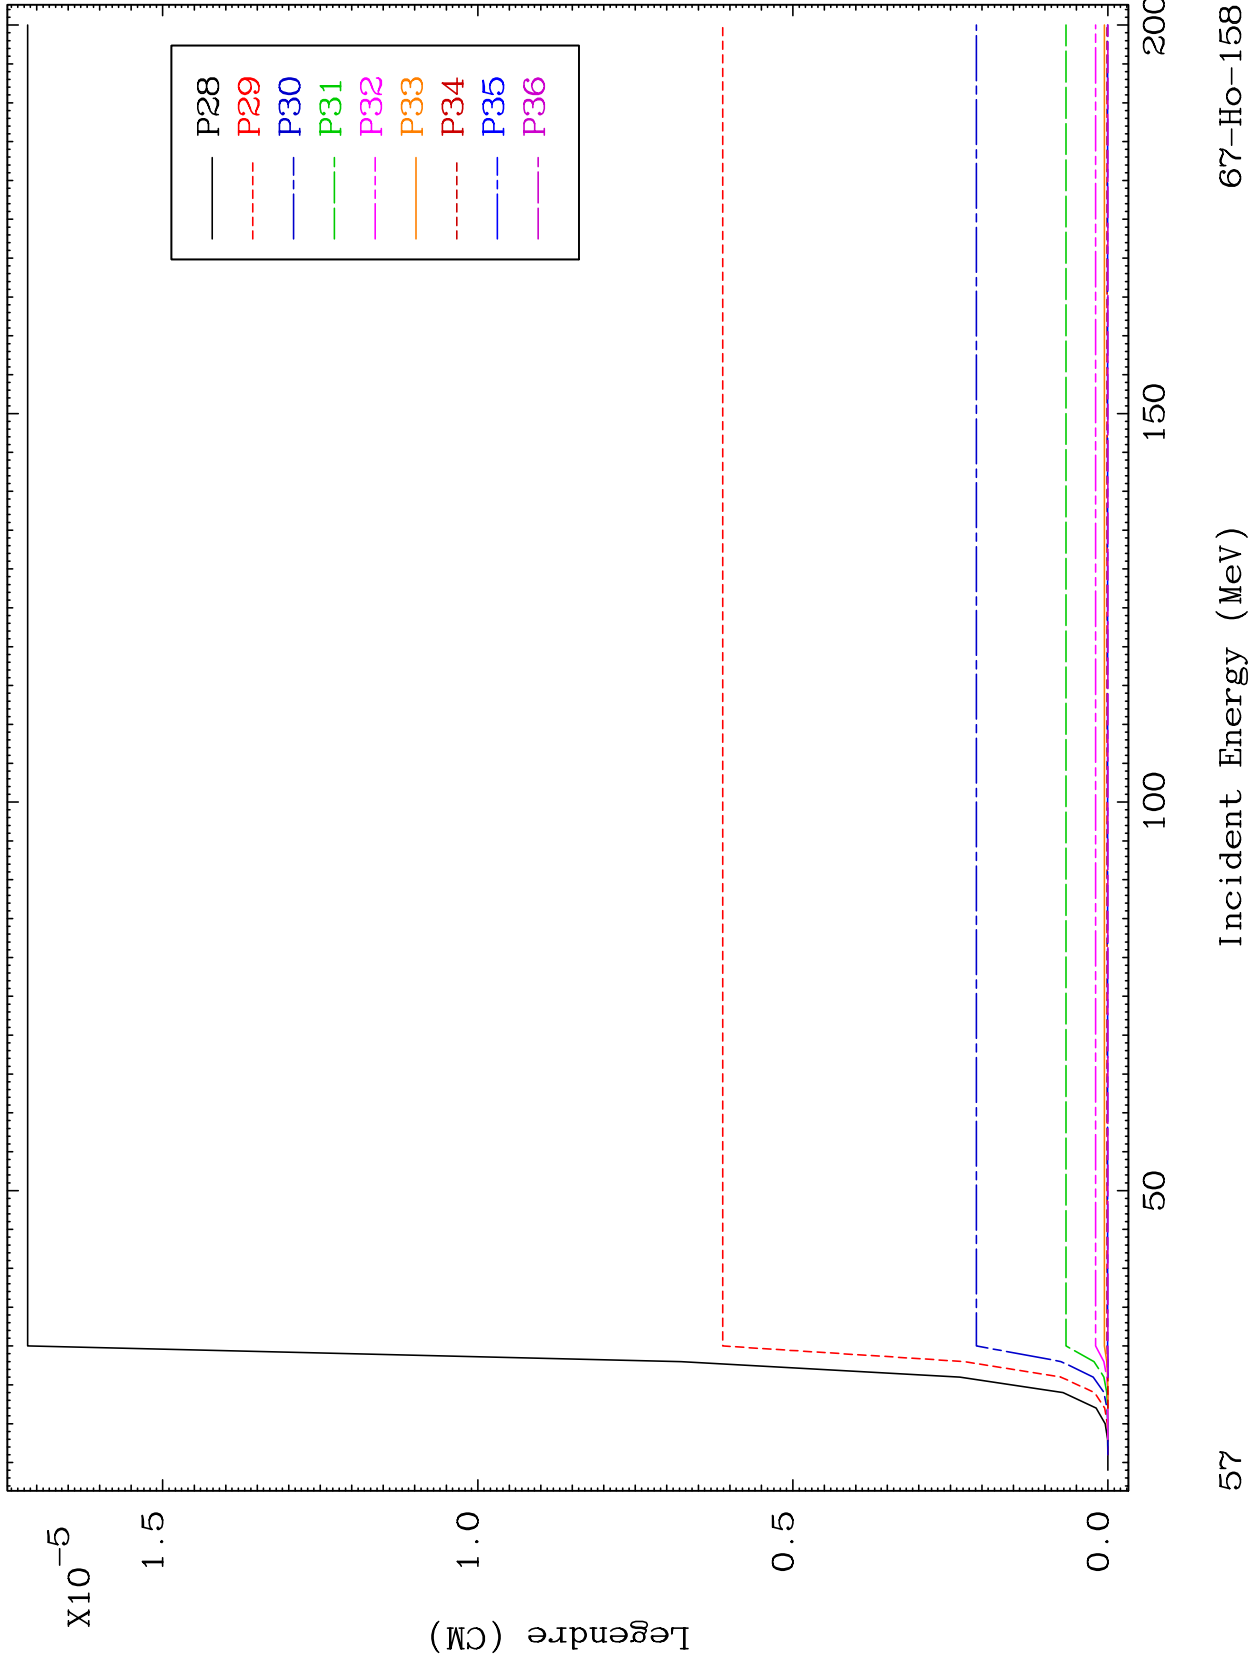 X10-5
1.5
1.0
0.5
0.0
Legendre (CM)
50
100
150
200
Incident Energy (MeV)
P28
P29
P30
P31
P32
P33
P34
P35
P36
57
67-Ho-158